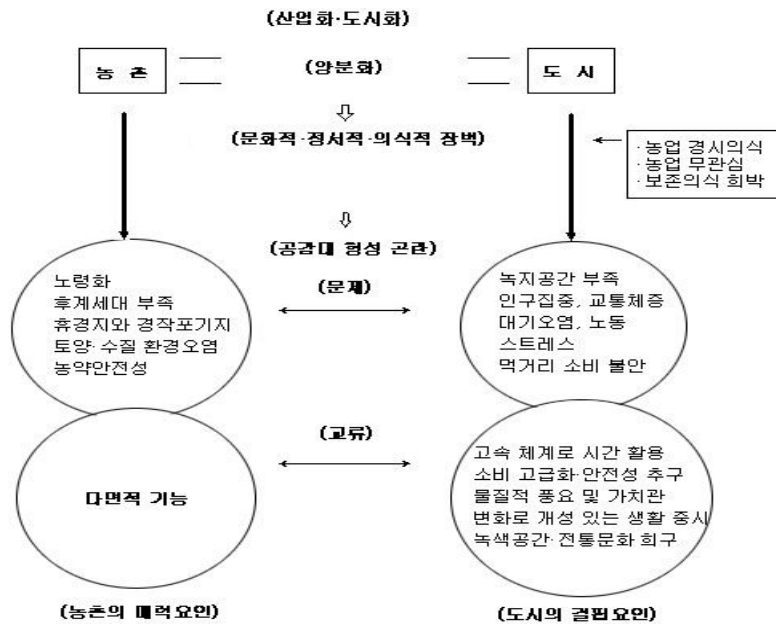 (산업화·도시화)
농 촌
(양분화)
도 시
(문화적·정서적·의식적 장벽)
·농업 경시의식
·농업 무관심
·보존의식 희박
(공감대 형성 곤란)
(문제)
노령화
후계세대 부족
휴경지와 경작포기지
토양·수질 환경오염
농약안전성
녹지공간 부족
인구집중, 교통체증
대기오염, 노동
스트레스
먹거리 소비 불안
(교류)
다면적 기능
고속 체계로 시간 활용
소비 고급화·안전성 추구
물질적 풍요 및 가치관
변화로 개성 있는 생활 중시
녹색공간·전통문화 희구
(농촌의 매력요인)
(도시의 결핍요인)